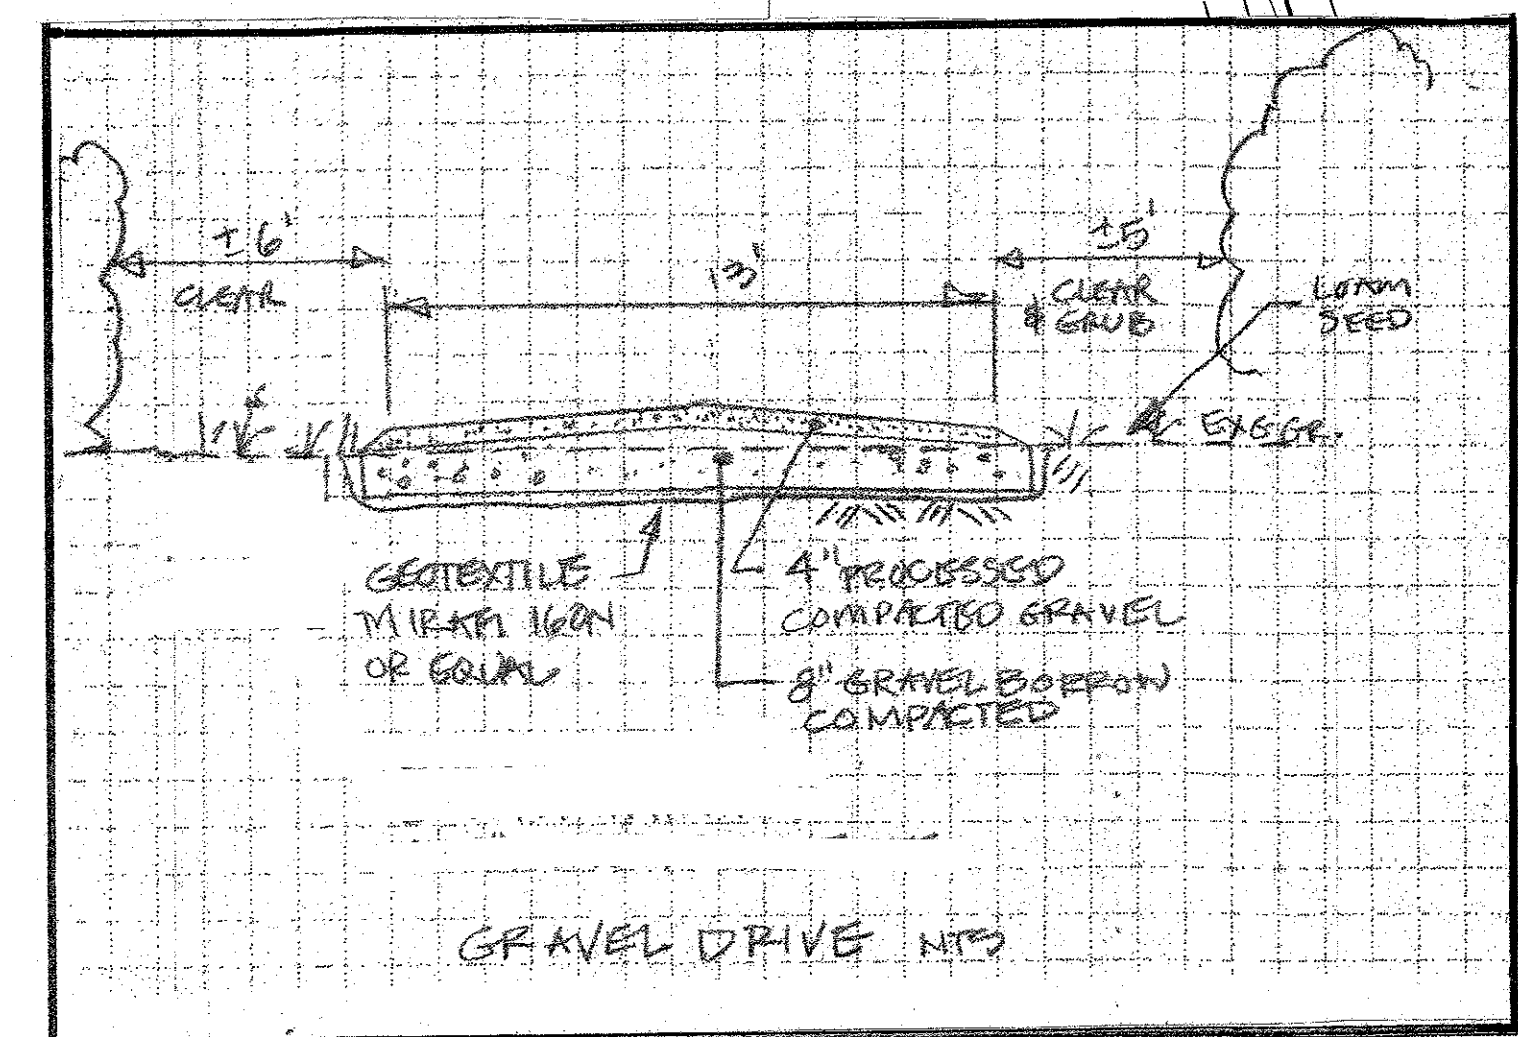 ± 6'
CLEAR
13'
±5'
CLEAR
& GRUB
LOAM
SEED
EX.G.GR.
GEOTEXTILE
MIRAFI 160N
OR EQUAL
4" PROCESSED
COMPACTED GRAVEL
8" GRAVEL BORROW
COMPACTED
GRAVEL DRIVE NTS